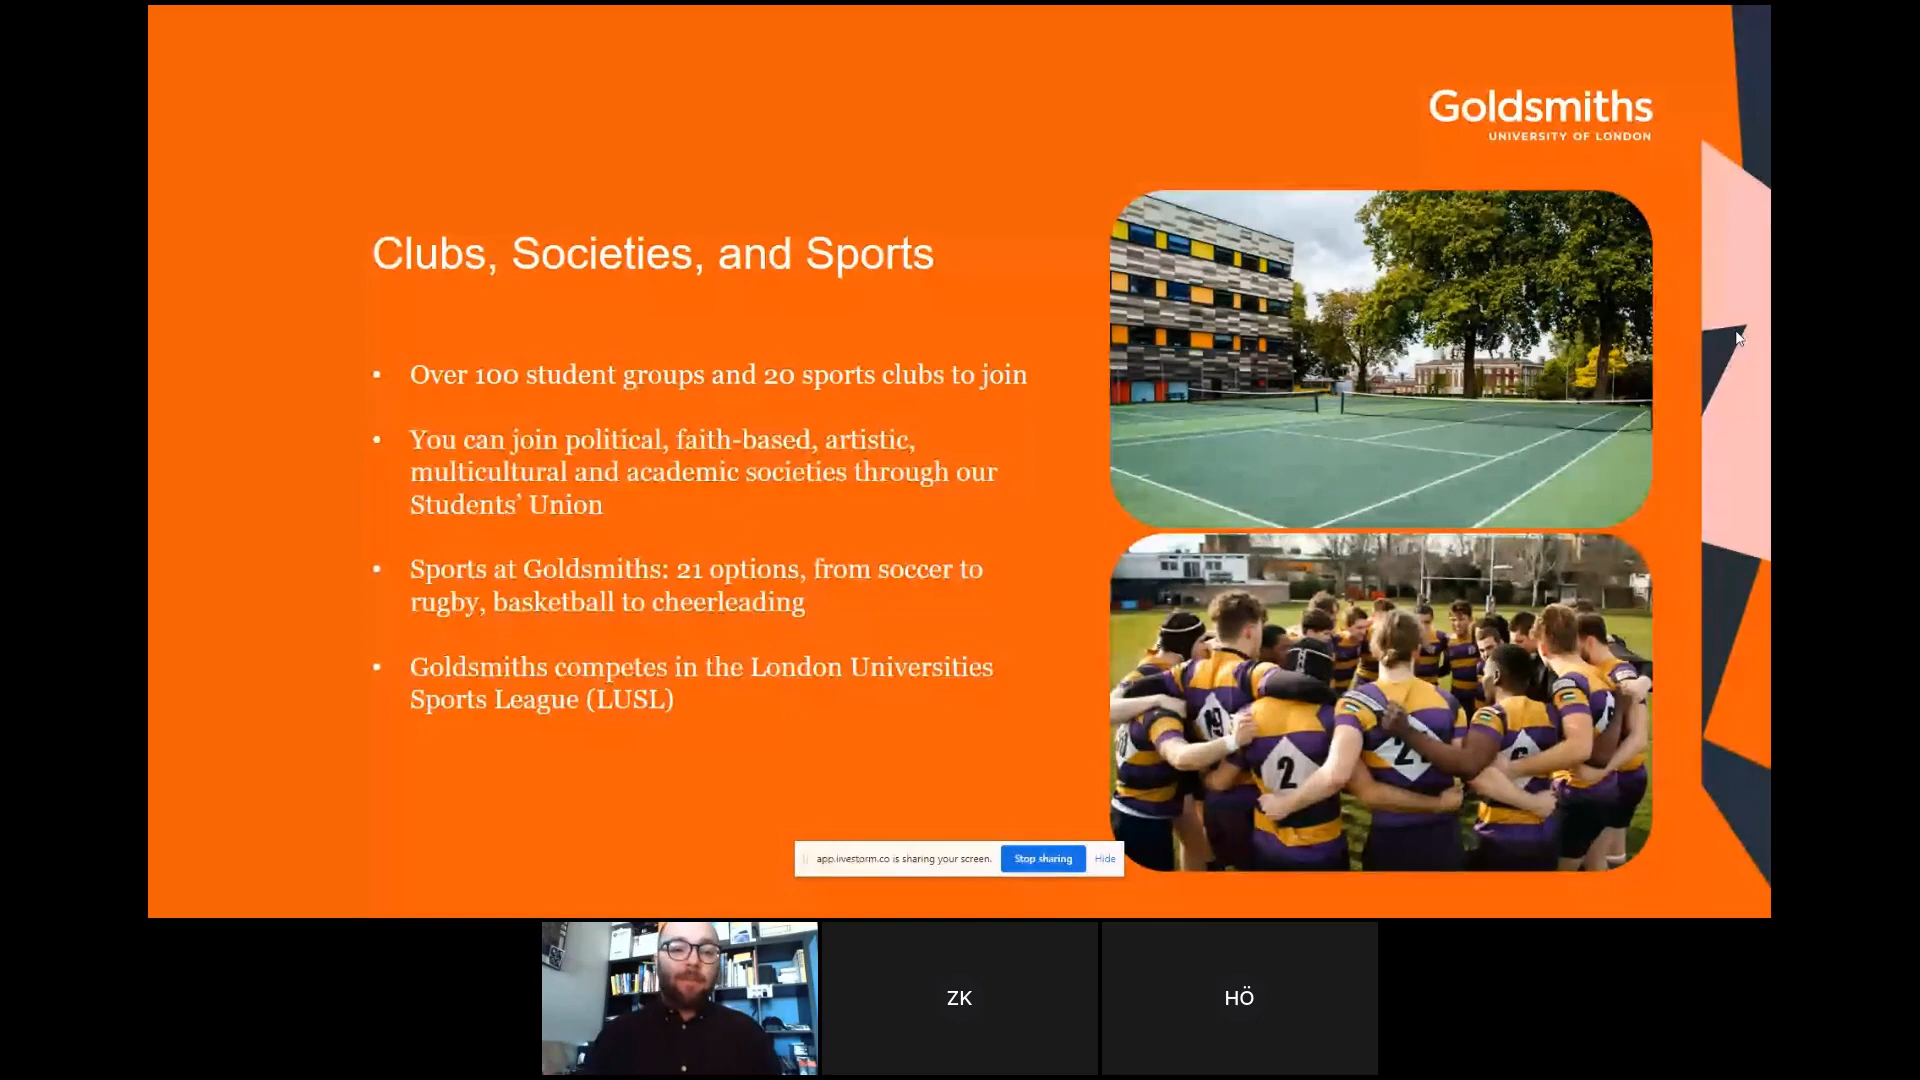 Goldsmiths
UNIVERSITY OF LONDON
Clubs, Societies, and Sports
• Over 100 student groups and 20 sports clubs to join
• You can join political, faith-based, artistic,
multicultural and academic societies through our
Students’ Union
• Sports at Goldsmiths: 21 options, from soccer to
rugby, basketball to cheerleading
• Goldsmiths competes in the London Universities
Sports League (LUSL)
2
app.livestorm.co is sharing your screen.
Stop sharing
Hide
ZK
HÖ